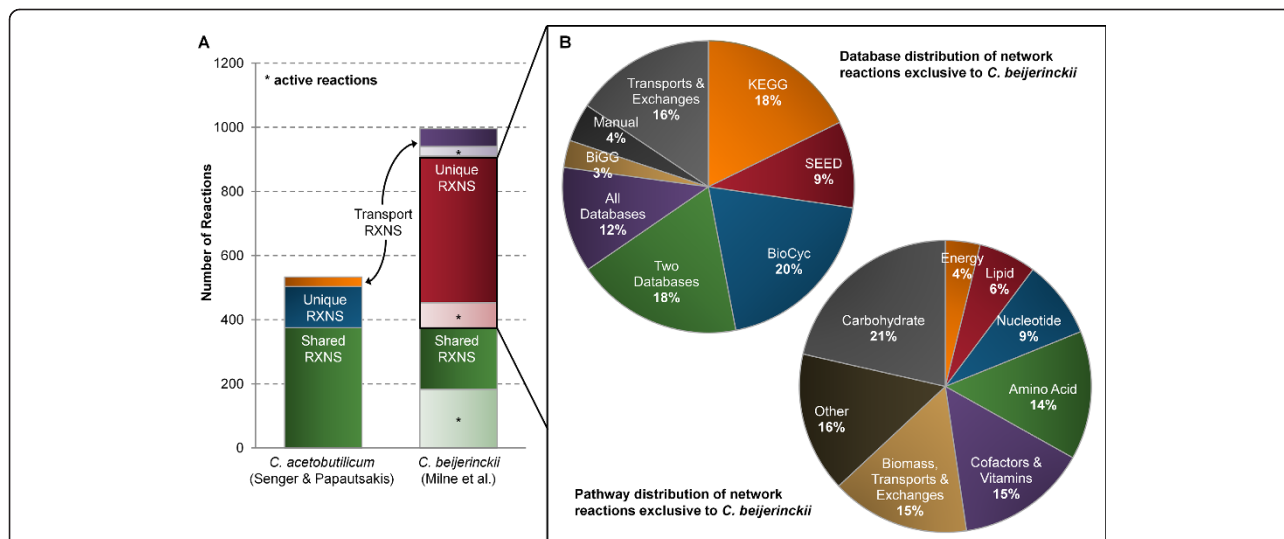 A
1200
1000
800
600
400
200
0
Number of Reactions
* active reactions
Transport
RXNS
Unique
RXNS
Shared
RXNS
*
Unique
RXNS
*
Shared
RXNS
*
C. acetobutilicum
(Senger & Papautsakis)
C. beijerinckii
(Milne et al.)
B
Database distribution of network
reactions exclusive to C. beijerinckii
KEGG
18%
SEED
9%
BioCyc
20%
Two
Databases
18%
All
Databases
12%
BiGG
3%
Manual
4%
Transports &
Exchanges
16%
Energy
4%
Lipid
6%
Nucleotide
9%
Amino Acid
14%
Cofactors &
Vitamins
15%
Biomass,
Transports &
Exchanges
15%
Other
16%
Carbohydrate
21%
Pathway distribution of network
reactions exclusive to C. beijerinckii